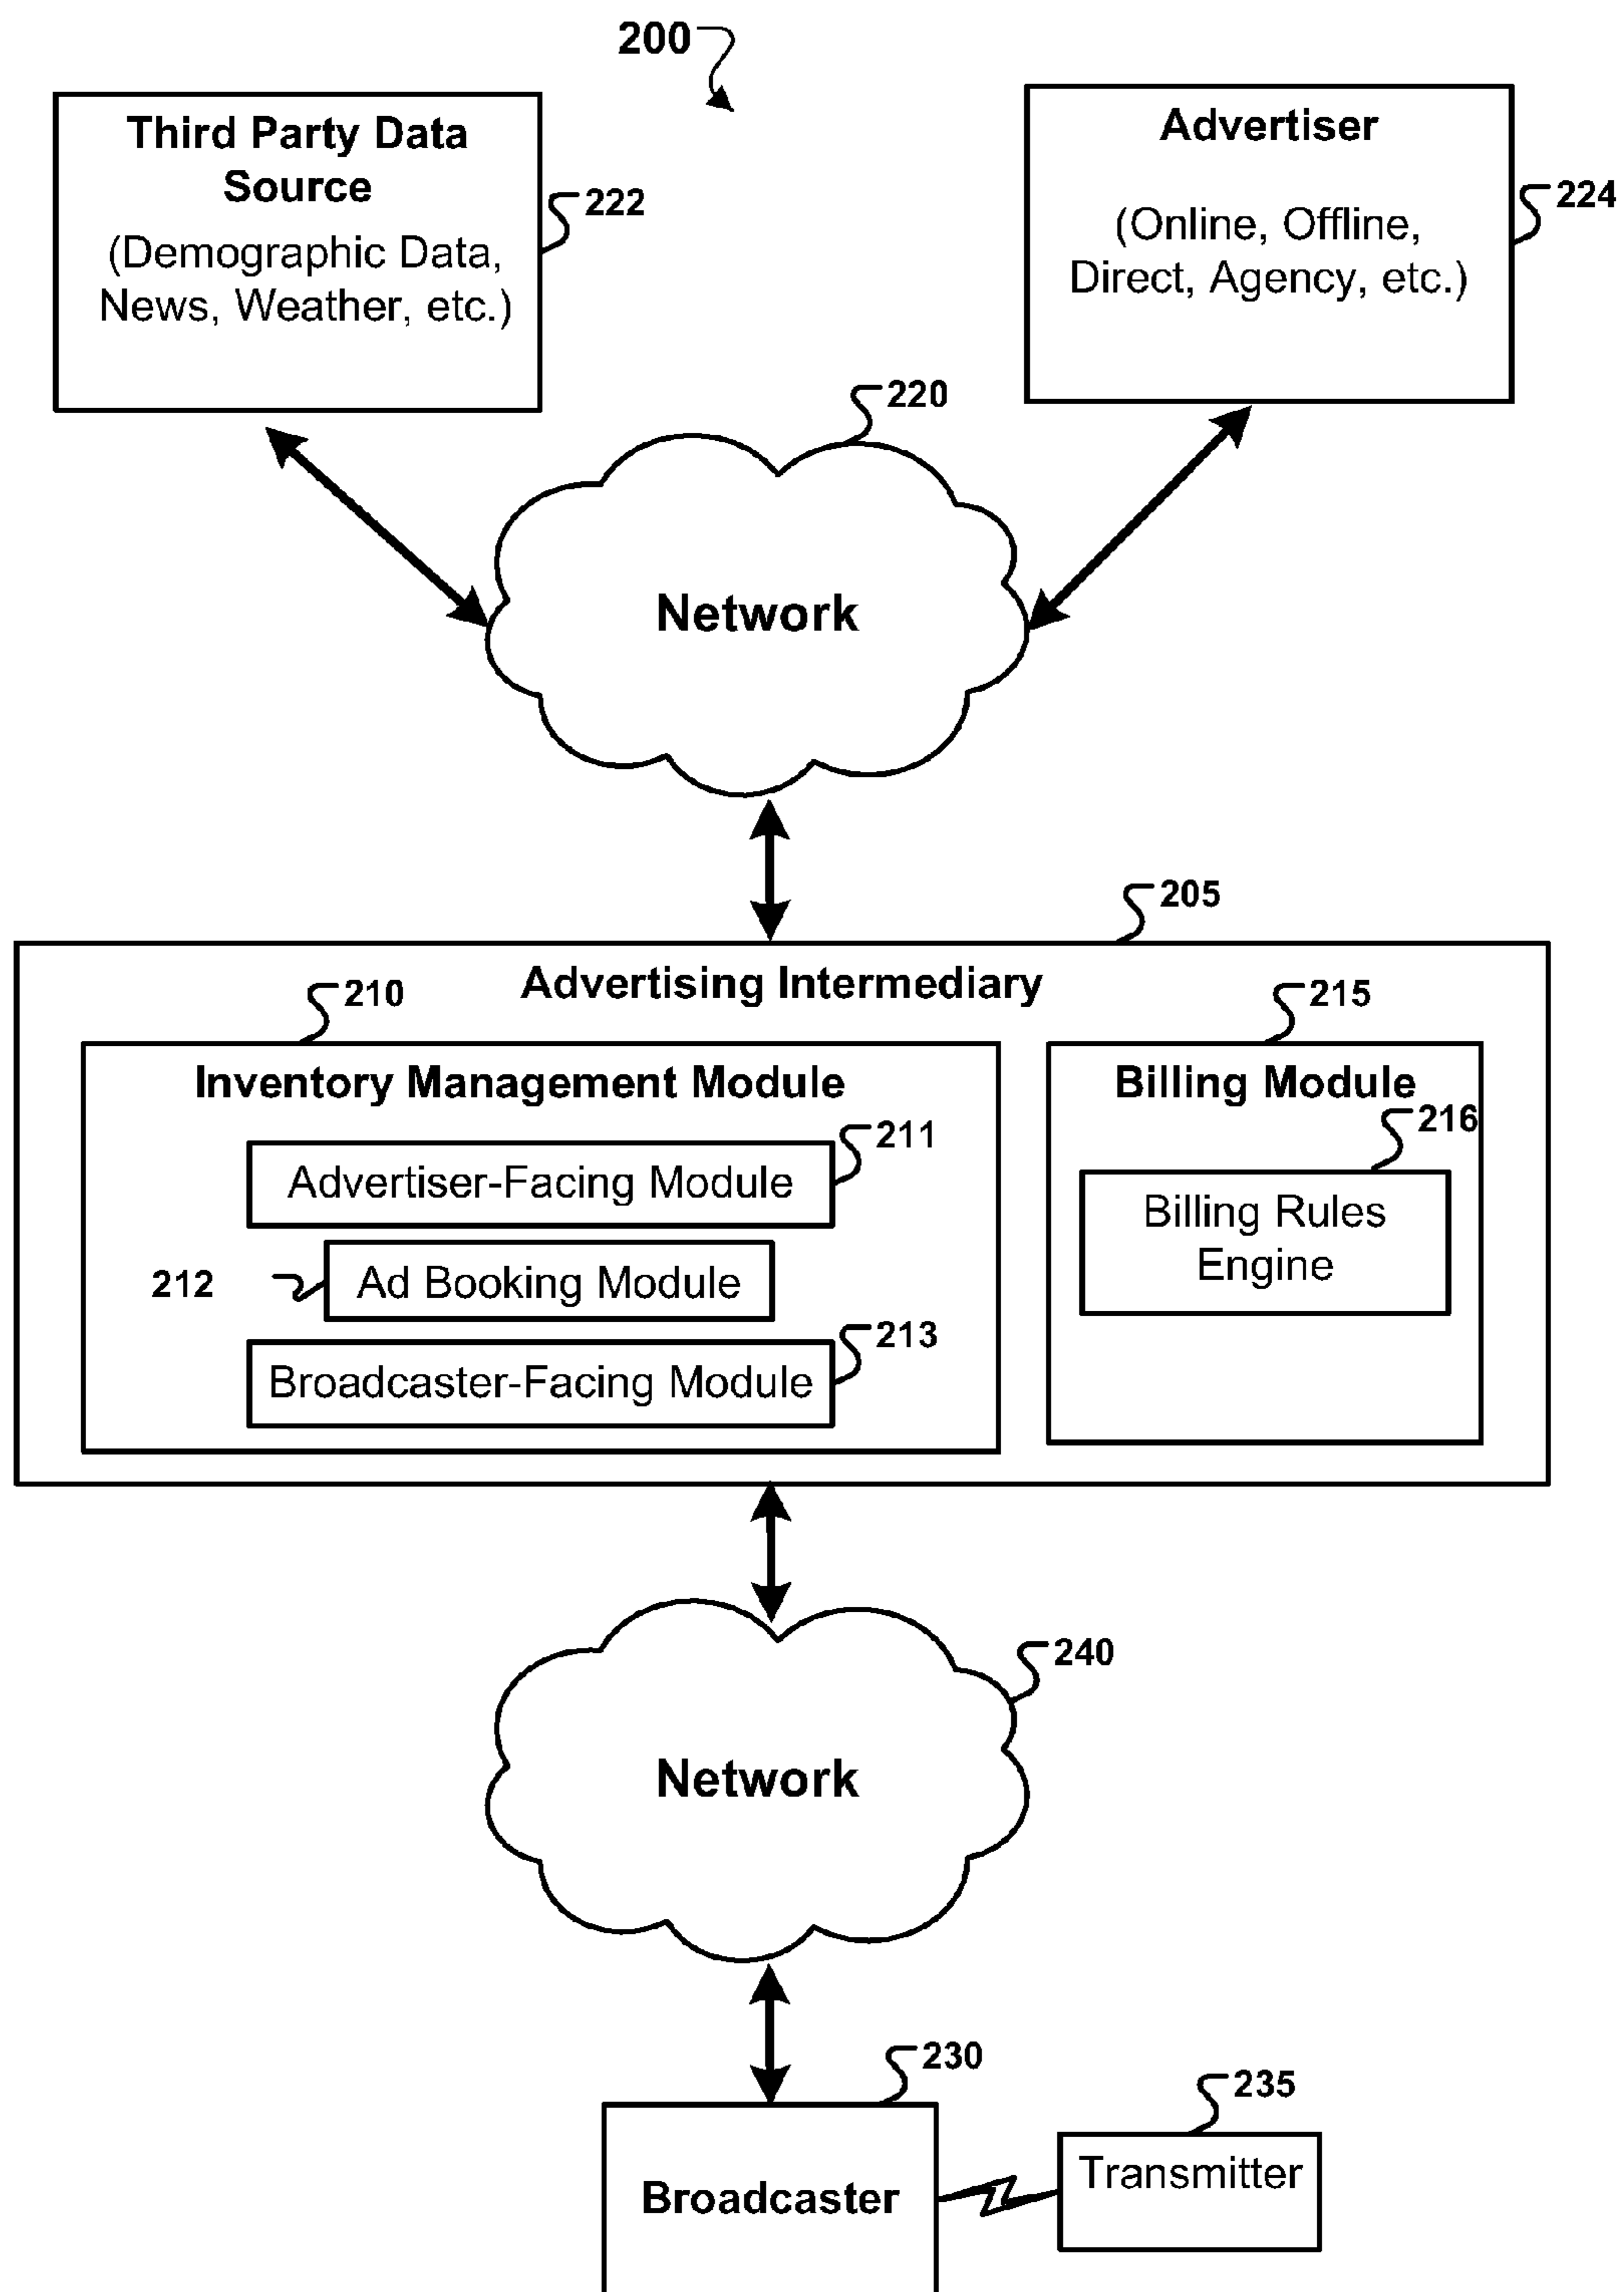 200
Third Party Data
Source
(Demographic Data,
News, Weather, etc.)
222
Advertiser
(Online, Offline,
Direct, Agency, etc.)
224
220
Network
205
Advertising Intermediary
210
Inventory Management Module
211
Advertiser-Facing Module
212
Ad Booking Module
213
Broadcaster-Facing Module
215
Billing Module
216
Billing Rules
Engine
240
Network
230
Broadcaster
235
Transmitter